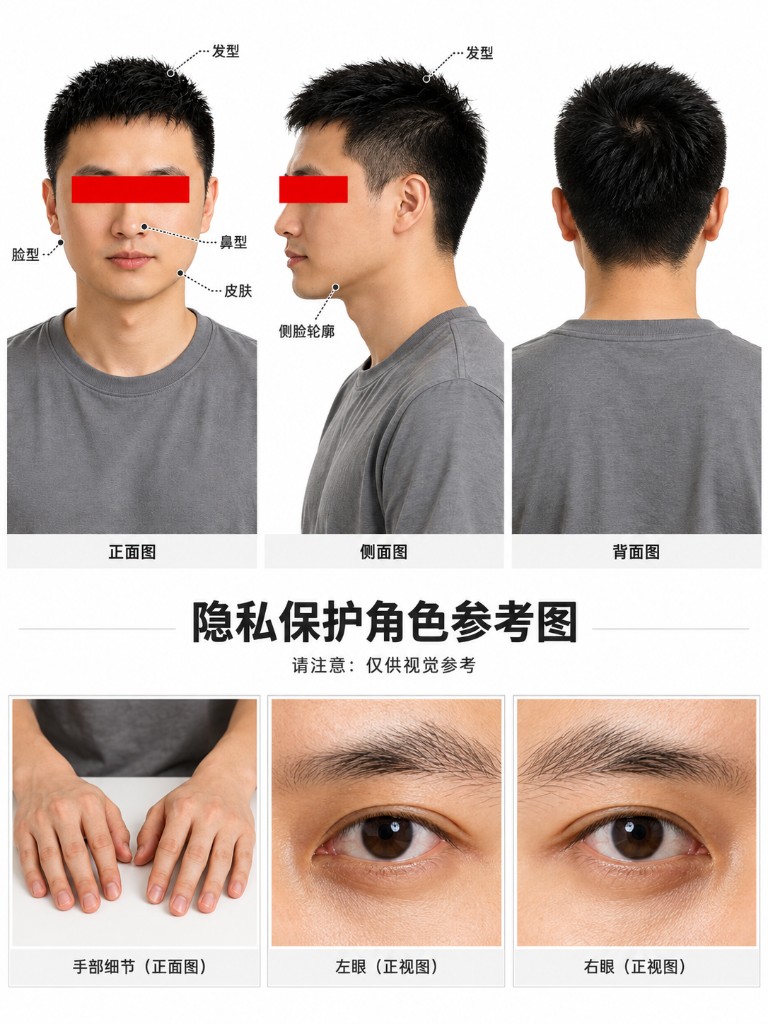 发型
发型
脸型
鼻型
皮肤
侧脸轮廓
正面图
侧面图
背面图
隐私保护角色参考图
请注意：仅供视觉参考
手部细节（正面图）
左眼（正视图）
右眼（正视图）